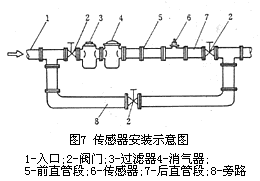 1 2 3 4 5 6 7 2
8 2
图7 传感器安装示意图
1-入口;2-阀门;3-过滤器4-消气器;
5-前直管段;6-传感器;7-后直管段;8-旁路